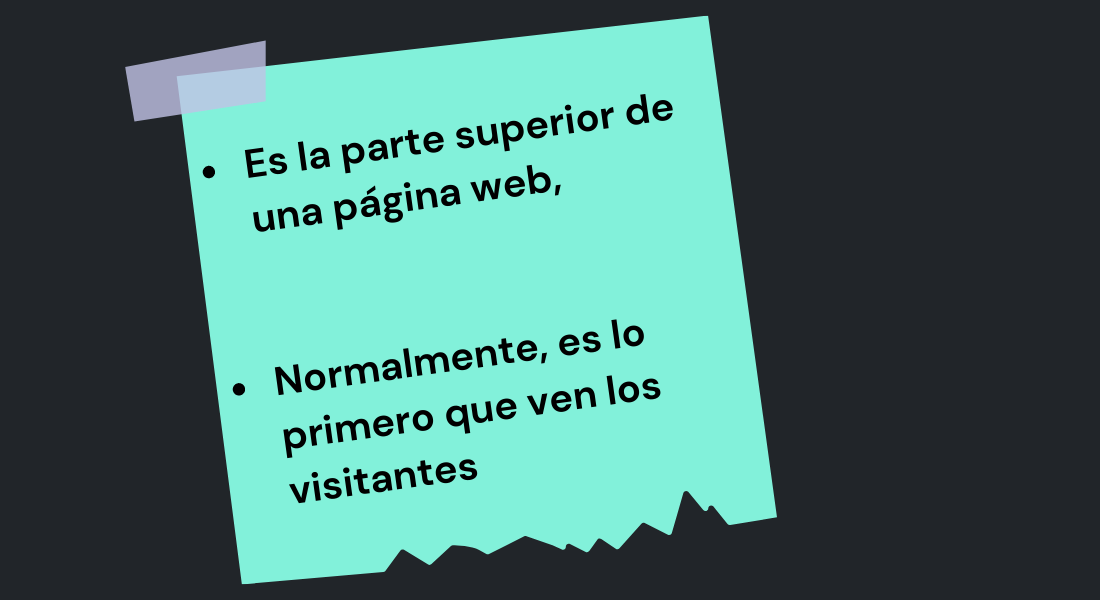 • Es la parte superior de
una página web,
• Normalmente, es lo
primero que ven los
visitantes